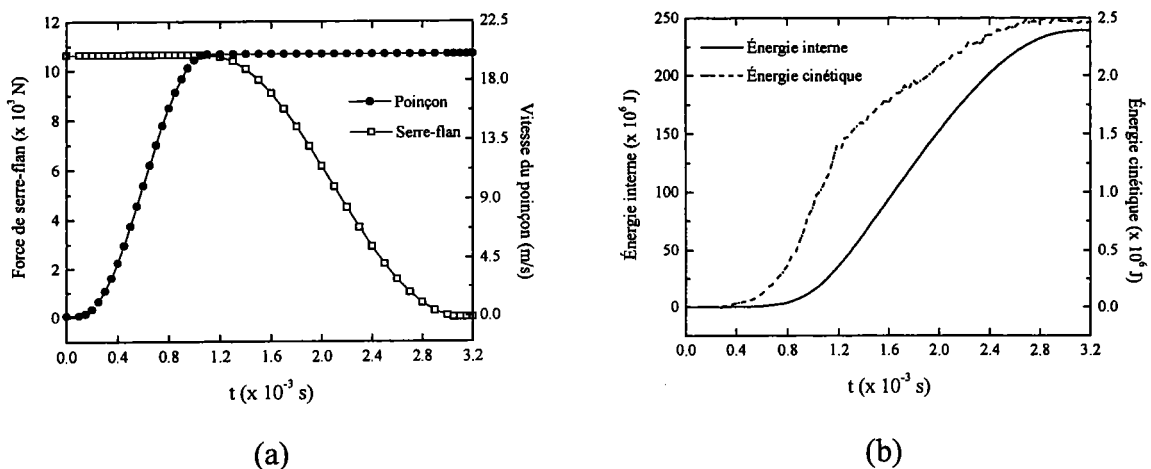 12
11
10
8
6
4
2
0
Force de serre-flan (x 10³ N)
22.5
18.0
13.5
9.0
4.5
0.0
Vitesse du poinçon (m/s)
Poinçon
Serre-flan
0.0 0.4 0.8 1.2 1.6 2.0 2.4 2.8 3.2
t (x 10⁻³ s)
(a)
250
200
150
100
50
0
Énergie interne (x 10⁶ J)
2.5
2.0
1.5
1.0
0.5
0.0
Énergie cinétique (x 10⁶ J)
Énergie interne
Énergie cinétique
0.0 0.4 0.8 1.2 1.6 2.0 2.4 2.8 3.2
t (x 10⁻³ s)
(b)